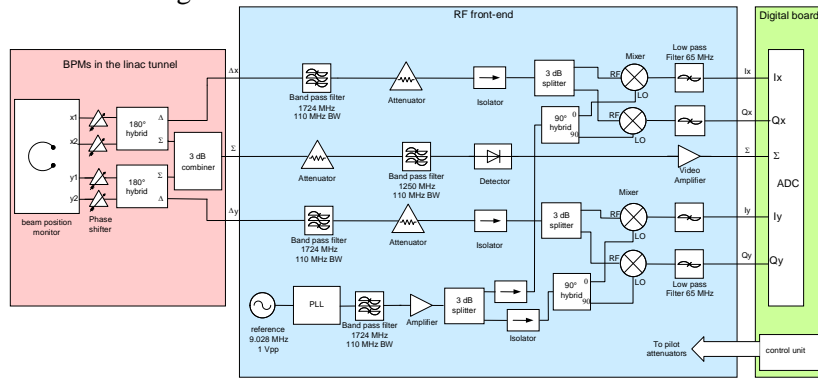 RF front-end
Digital board
BPMs in the linac tunnel
x1
x2
y1
y2
beam position
monitor
Phase
shifter
180°
hybrid
Δ
Σ
180°
hybrid
Σ
Δ
3 dB
combiner
Δx
Band pass filter
1724 MHz
110 MHz BW
Attenuator
Isolator
3 dB
splitter
Mixer
RF
LO
Low pass
Filter 65 MHz
Ix
Ix
90°
hybrid
0
90
RF
LO
Qx
Qx
Σ
Attenuator
Band pass filter
1250 MHz
110 MHz BW
Detector
Video
Amplifier
Σ
Σ
ADC
Δy
Band pass filter
1724 MHz
110 MHz BW
Attenuator
Isolator
3 dB
splitter
Mixer
RF
LO
Iy
Iy
RF
LO
Low pass
Filter 65 MHz
Qy
Qy
reference
9.028 MHz
1 Vpp
PLL
Band pass filter
1724 MHz
110 MHz BW
Amplifier
3 dB
splitter
Isolator
90°
hybrid
0
90
To pilot
attenuators
control unit